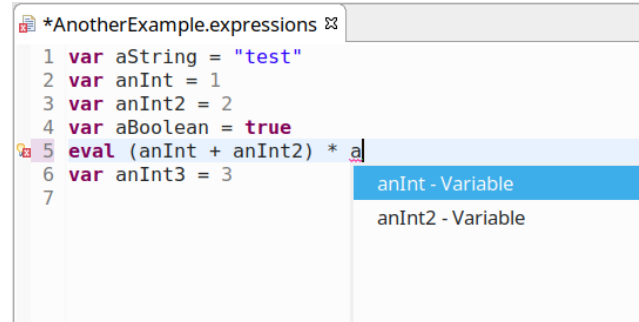 *AnotherExample.expressions
1 var aString = "test"
2 var anInt = 1
3 var anInt2 = 2
4 var aBoolean = true
5 eval (anInt + anInt2) * a
6 var anInt3 = 3
7
anInt - Variable
anInt2 - Variable